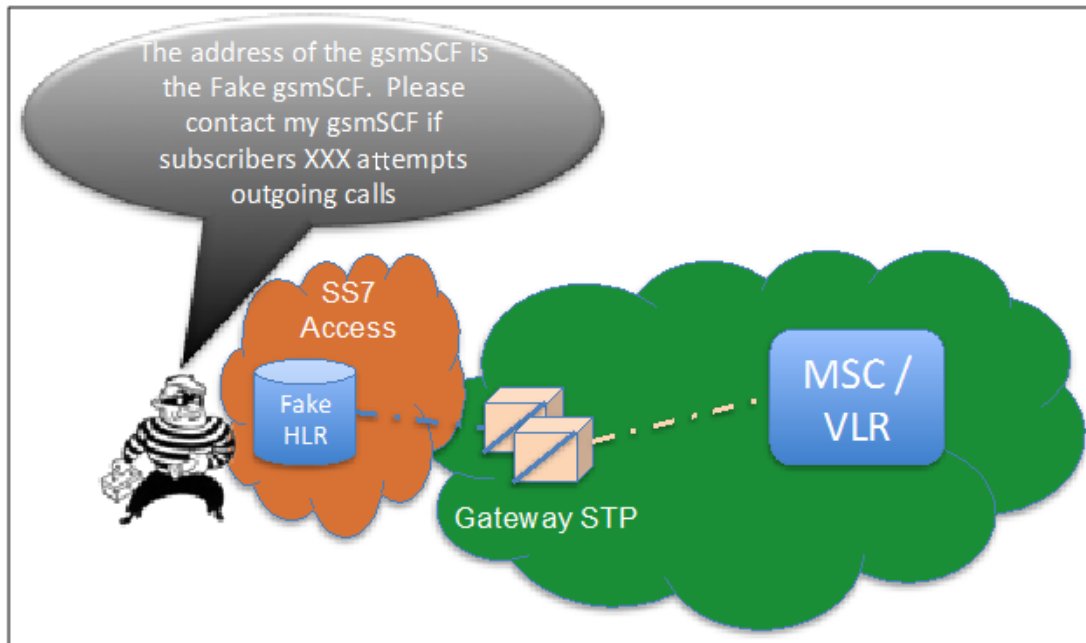 The address of the gsmSCF is
the Fake gsmSCF. Please
contact my gsmSCF if
subscribers XXX attempts
outgoing calls
SS7
Access
Fake
HLR
MSC /
VLR
Gateway STP